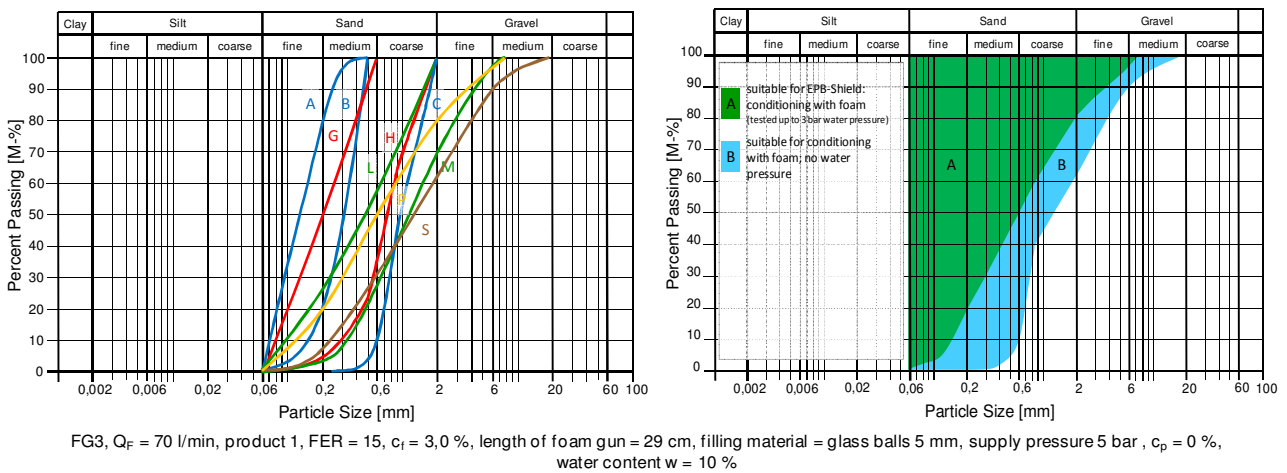 Clay Silt Sand Gravel
fine medium coarse fine medium coarse fine medium coarse
Percent Passing [M-%]
100
90
80
70
60
50
40
30
20
10
0
A B C
G H
L P M
S
0,002 0,006 0,02 0,06 0,2 0,6 2 6 20 60 100
Particle Size [mm]
Clay Silt Sand Gravel
fine medium coarse fine medium coarse fine medium coarse
Percent Passing [M-%]
100
90
80
70
60
50
40
30
20
10
0
A suitable for EPB-Shield:
conditioning with foam
(tested up to 3 bar water pressure)
B suitable for conditioning
with foam; no water
pressure
A B
0,002 0,006 0,02 0,06 0,2 0,6 2 6 20 60 100
Particle Size [mm]
FG3, QF = 70 l/min, product 1, FER = 15, cf = 3,0 %, length of foam gun = 29 cm, filling material = glass balls 5 mm, supply pressure 5 bar , cp = 0 %,
water content w = 10 %